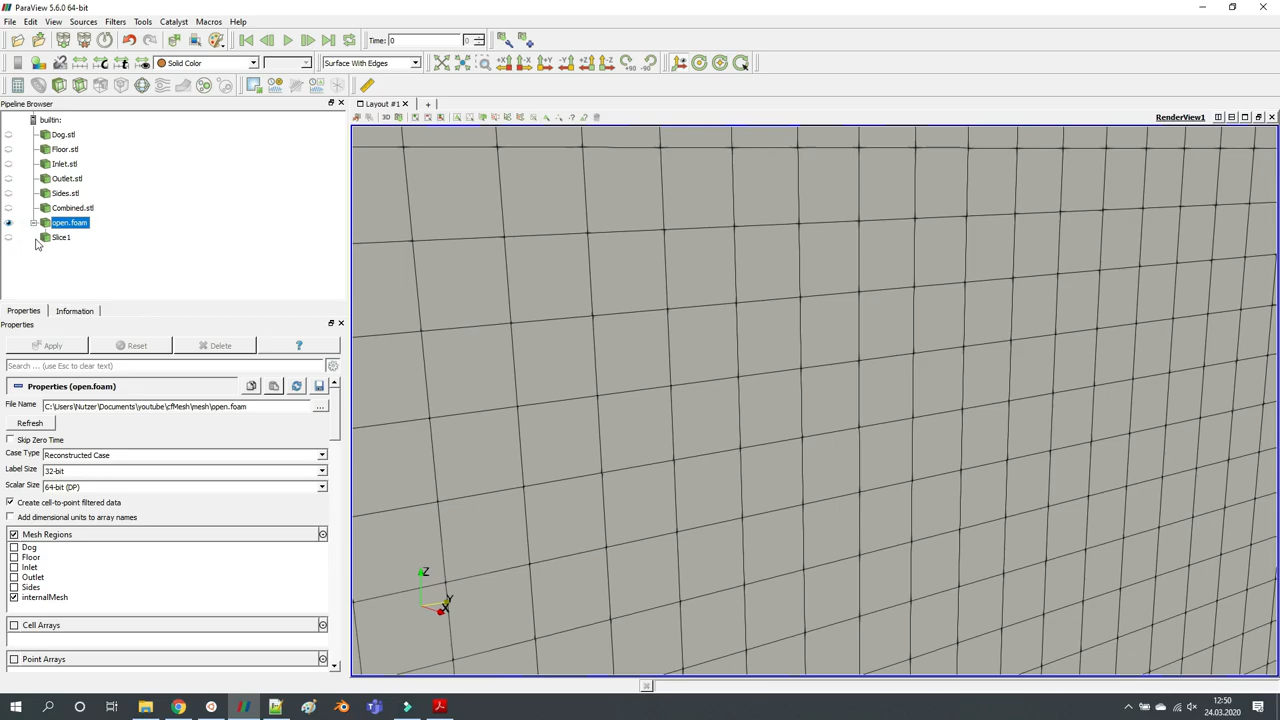 ParaView 5.6.0 64-bit
File Edit View Sources Filters Tools Catalyst Macros Help
Time: 0 0
Solid Color Surface With Edges +X -X +Y -Y +Z -Z +90 -90
Pipeline Browser
Layout #1
3D RenderView1
builtin:
Dog.stl
Floor.stl
Inlet.stl
Outlet.stl
Sides.stl
Combined.stl
open.foam
Slice1
Properties Information
Properties
Apply Reset Delete ?
Search ... (use Esc to clear text)
Properties (open.foam)
File Name C:\Users\Nutzer\Documents\youtube\cfMesh\mesh\open.foam ...
Refresh
Skip Zero Time
Case Type Reconstructed Case
Label Size 32-bit
Scalar Size 64-bit (DP)
Create cell-to-point filtered data
Add dimensional units to array names
Mesh Regions
Dog
Floor
Inlet
Outlet
Sides
internalMesh
Cell Arrays
Point Arrays
Z
Y
X
12:50
24.03.2020